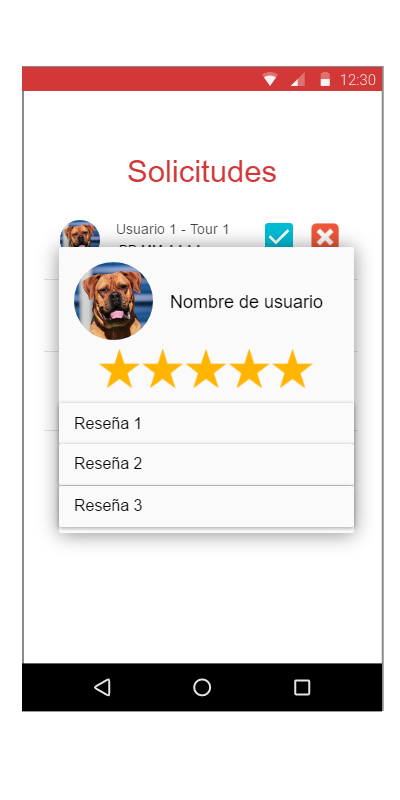 12:30
Solicitudes
Usuario 1 - Tour 1
Nombre de usuario
Reseña 1
Reseña 2
Reseña 3